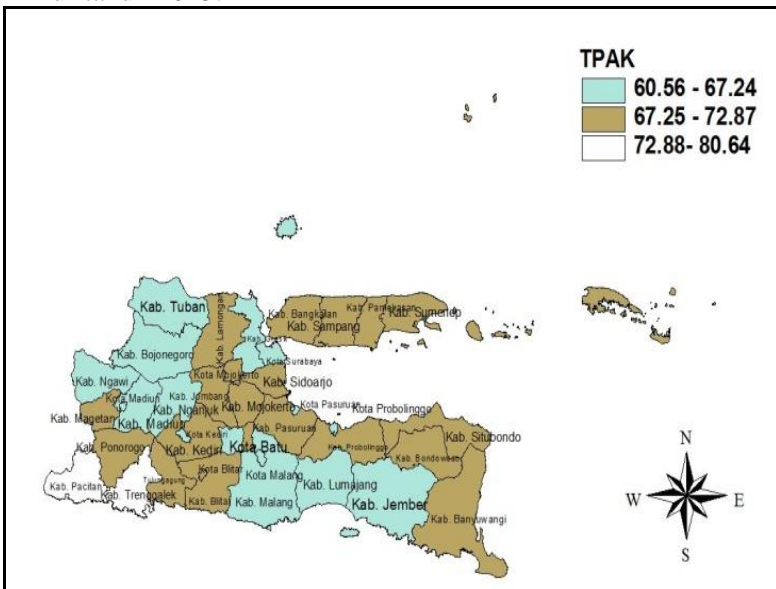 TPAK
60.56 - 67.24
67.25 - 72.87
72.88- 80.64
Kab. Tuban
Kab. Lamongan
Kab. Bangkalan
Kab. Sampang
Kab. Pamekasan
Kab. Sumenep
Kab. Bojonegoro
Kab. Gresik
Kota Surabaya
Kab. Ngawi
Kota Mojokerto
Kab. Sidoarjo
Kota Madiun
Kab. Jombang
Kab. Nganjuk
Kab. Mojokerto
Kota Pasuruan
Kota Probolinggo
Kab. Magetan
Kab. Madiun
Kab. Ponorogo
Kota Kediri
Kab. Kediri
Kota Batu
Kab. Pasuruan
Kab. Probolinggo
Kab. Situbondo
Kab. Bondowoso
Kota Blitar
Kota Malang
Kab. Lumajang
Kab. Pacitan
Kab. Trenggalek
Tulungagung
Kab. Blitar
Kab. Malang
Kab. Jember
Kab. Banyuwangi
N
W
E
S